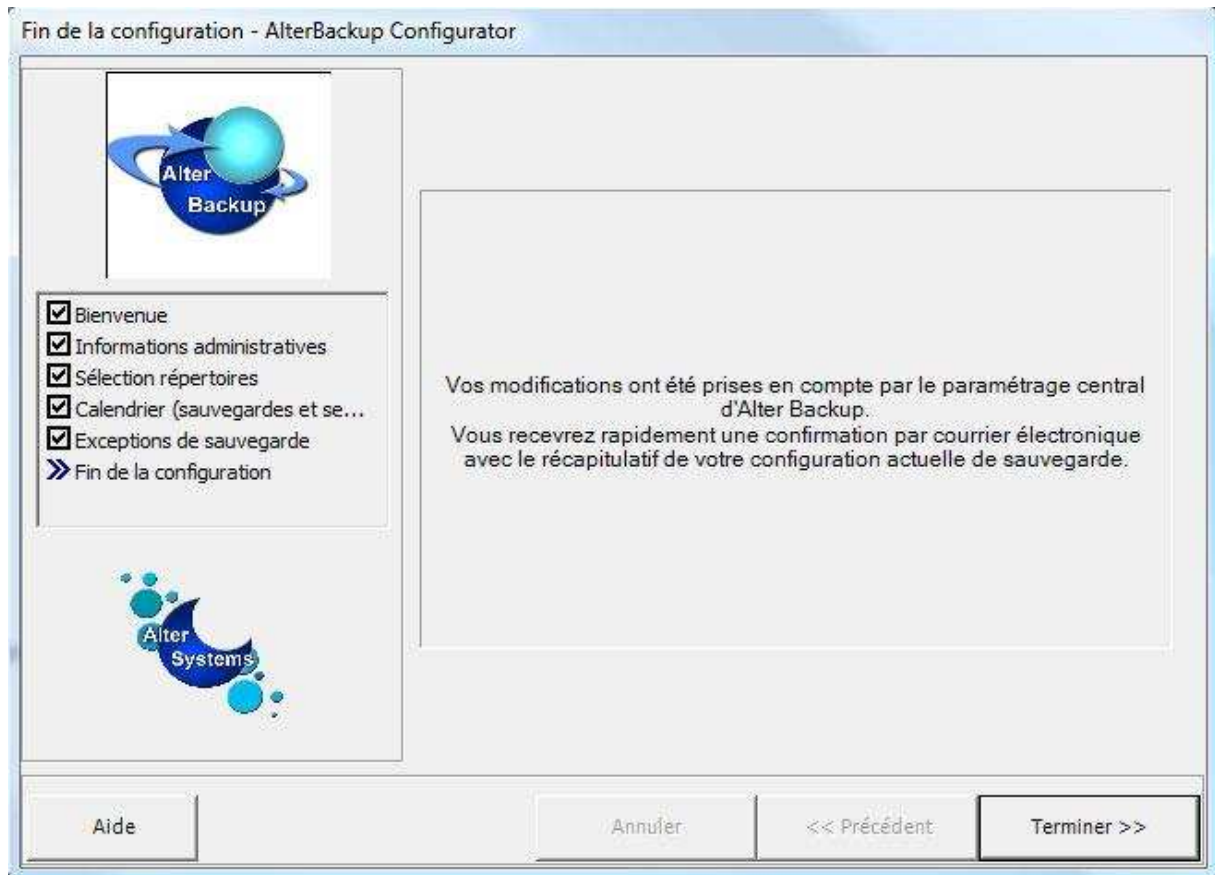 Fin de la configuration - AlterBackup Configurator
Alter
Backup
Bienvenue
Informations administratives
Sélection répertoires
Calendrier (sauvegardes et se...
Exceptions de sauvegarde
Fin de la configuration
Alter
Systems
Vos modifications ont été prises en compte par le paramétrage central
d'Alter Backup.
Vous recevrez rapidement une confirmation par courrier électronique
avec le récapitulatif de votre configuration actuelle de sauvegarde.
Aide
Annuler
<< Précédent
Terminer >>